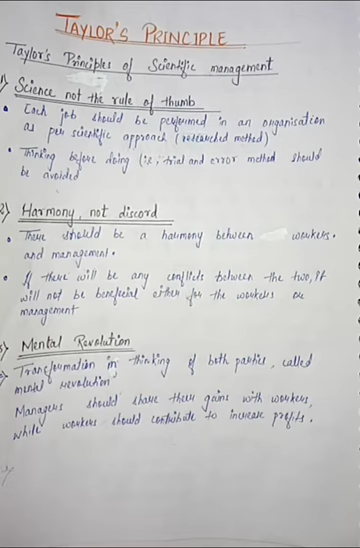 TAYLOR'S PRINCIPLE
Taylor's Principles of Scientific management
1) Science not the rule of thumb
• Each job should be performed in an organisation
as per scientific approach (researched method)
• Thinking before doing (i.e, trial and error method should
be avoided
2) Harmony, not discord
• There should be a harmony between workers.
and management.
• If there will be any conflicts between the two, it
will not be beneficial either for the workers or
management
3) Mental Revolution
Transformation in thinking of both parties, called
mental revolution
Managers should share their gains with workers,
while workers should contribute to increase profits.